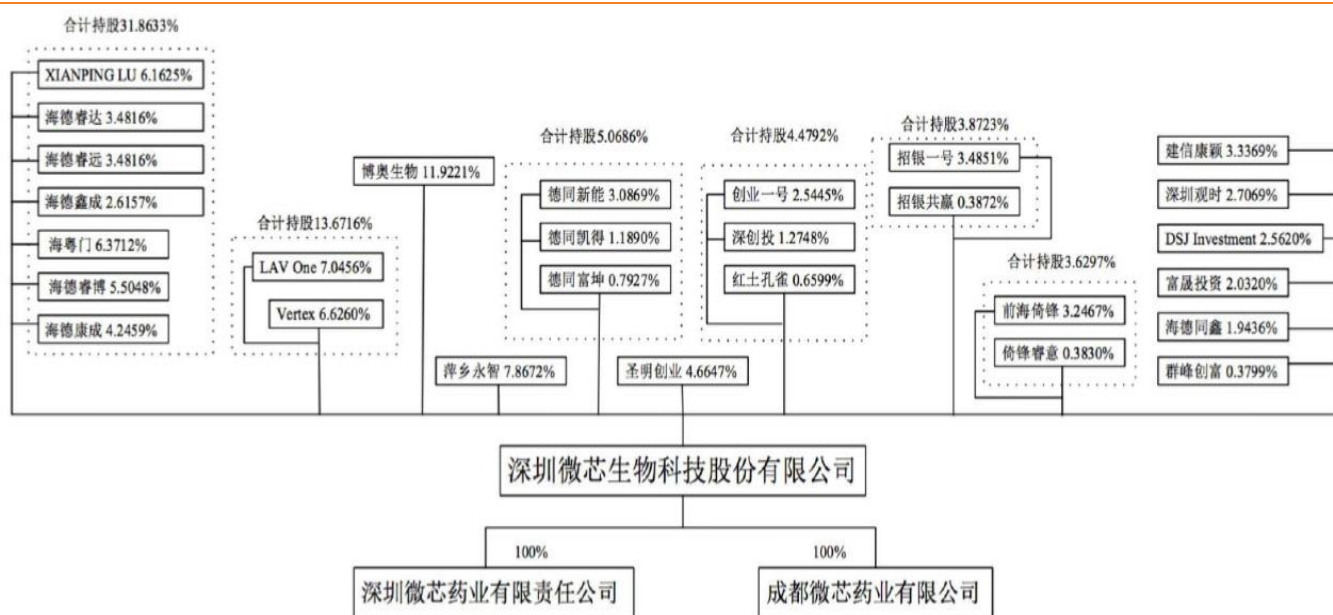 合计持股31.8633%
XIANPING LU 6.1625%
海德睿达 3.4816%
海德睿远 3.4816%
海德鑫成 2.6157%
海粤门 6.3712%
海德睿博 5.5048%
海德康成 4.2459%
合计持股13.6716%
LAV One 7.0456%
Vertex 6.6260%
博奥生物 11.9221%
萍乡永智 7.8672%
合计持股5.0686%
德同新能 3.0869%
德同凯得 1.1890%
德同富坤 0.7927%
圣明创业 4.6647%
合计持股4.4792%
创业一号 2.5445%
深创投 1.2748%
红土孔雀 0.6599%
合计持股3.8723%
招银一号 3.4851%
招银共赢 0.3872%
合计持股3.6297%
前海倚锋 3.2467%
倚锋睿意 0.3830%
建信康颖 3.3369%
深圳观时 2.7069%
DSJ Investment 2.5620%
富晟投资 2.0320%
海德同鑫 1.9436%
群峰创富 0.3799%
深圳微芯生物科技股份有限公司
100%
100%
深圳微芯药业有限责任公司
成都微芯药业有限公司